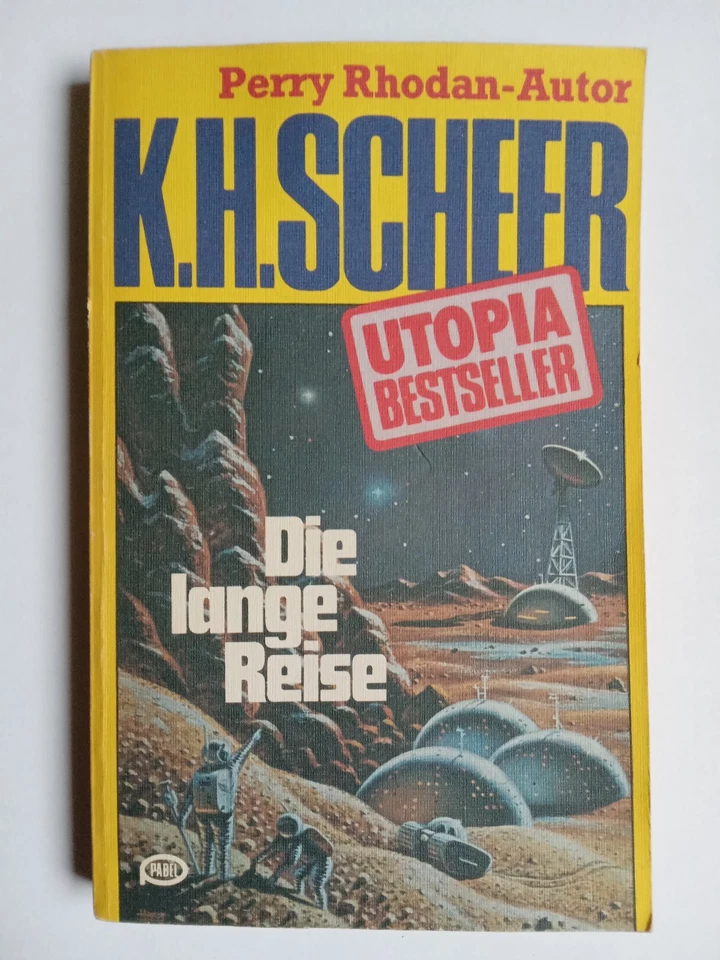 Perry Rhodan-Autor
K.H.SCHEER
UTOPIA
BESTSELLER
Die
lange
Reise
PABEL